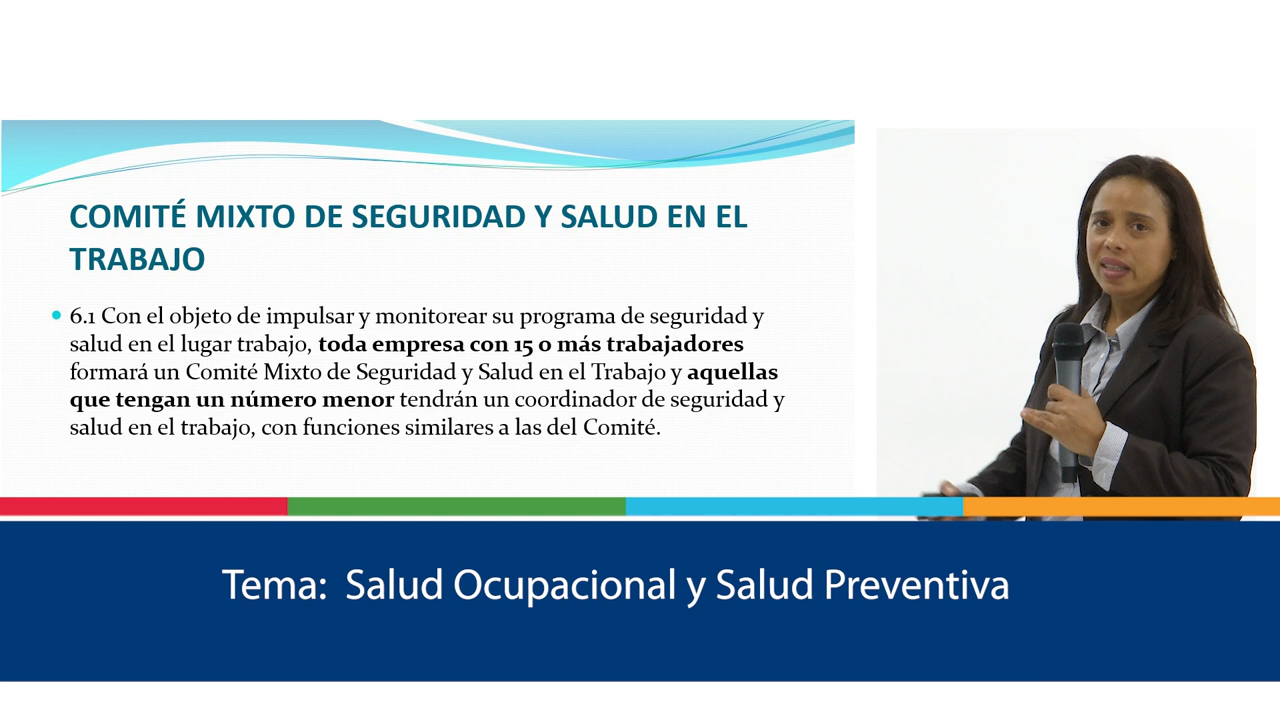 COMITÉ MIXTO DE SEGURIDAD Y SALUD EN EL
TRABAJO
• 6.1 Con el objeto de impulsar y monitorear su programa de seguridad y
salud en el lugar trabajo, toda empresa con 15 o más trabajadores
formará un Comité Mixto de Seguridad y Salud en el Trabajo y aquellas
que tengan un número menor tendrán un coordinador de seguridad y
salud en el trabajo, con funciones similares a las del Comité.
Tema: Salud Ocupacional y Salud Preventiva